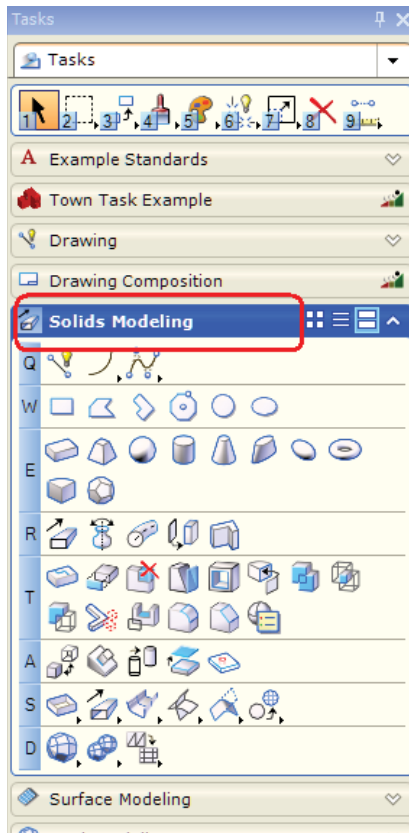 Tasks
Tasks
1 2 3 4 5 6 7 8 9
A Example Standards
Town Task Example
Drawing
Drawing Composition
Solids Modeling
Q
W
E
R
T
A
S
D
Surface Modeling